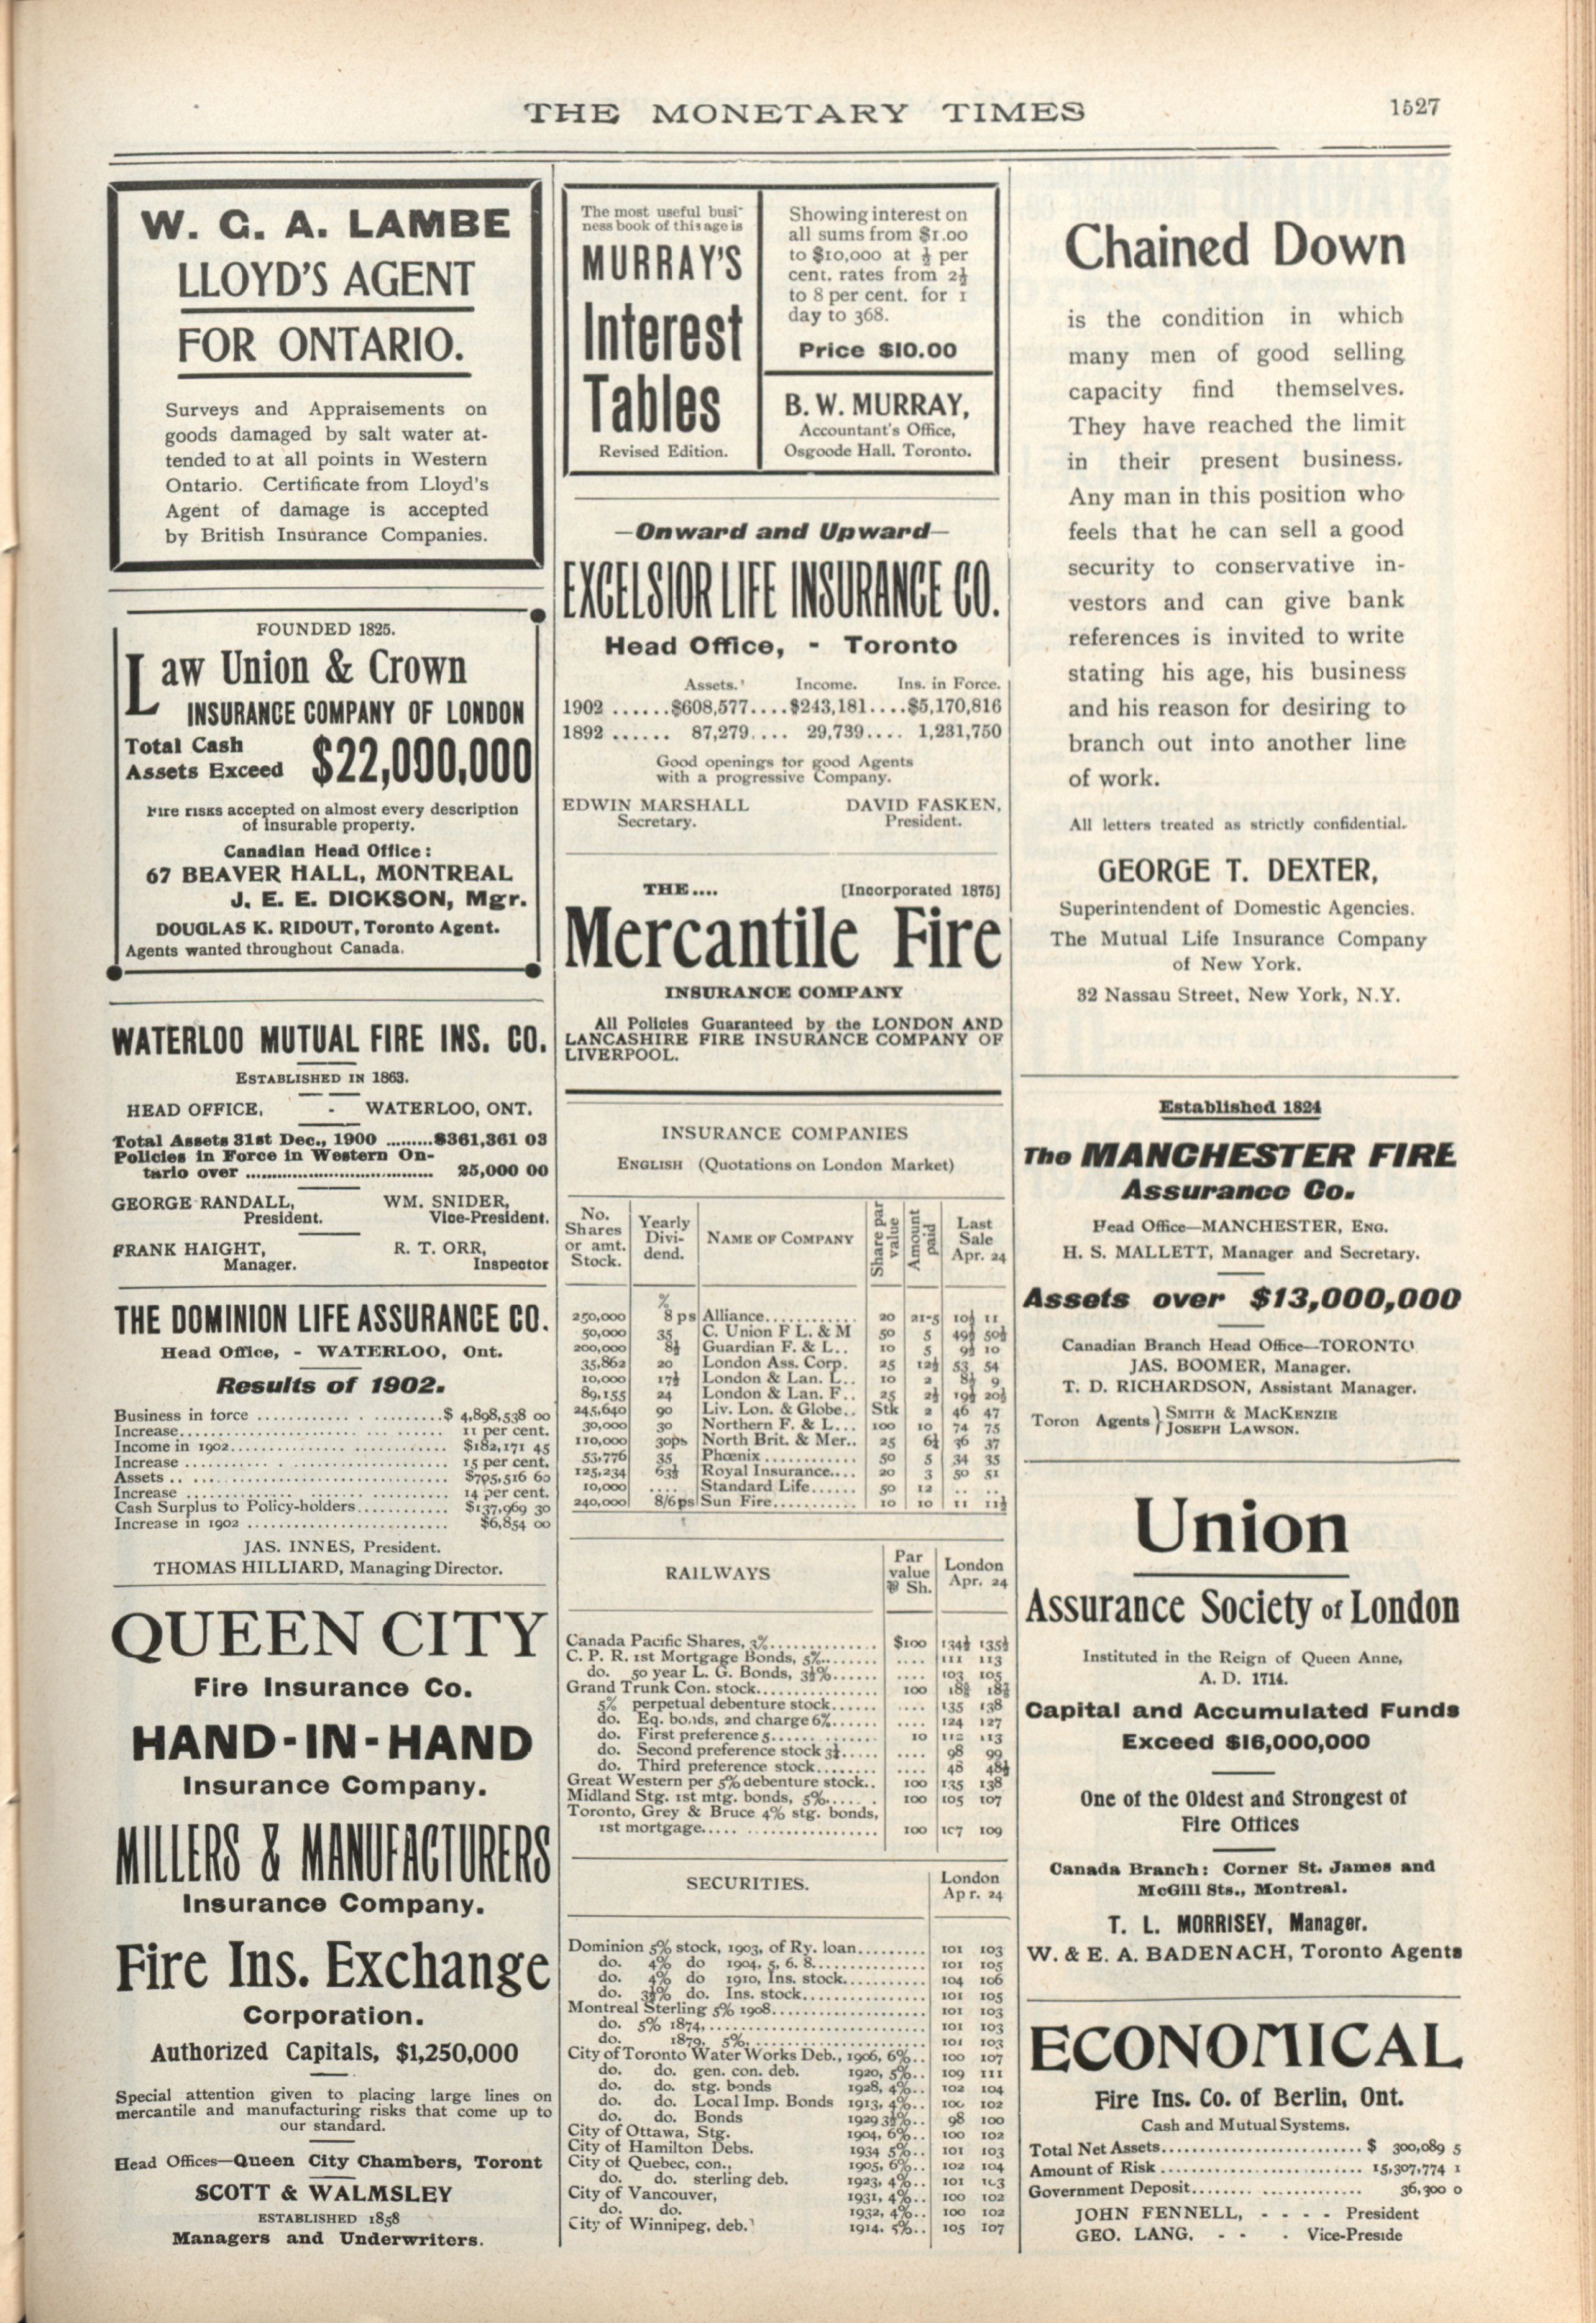 THE MONETARY TIMES
1527
W. G. A. LAMBE
LLOYD'S AGENT
FOR ONTARIO.
Surveys and Appraisements on
goods damaged by salt water at-
tended to at all points in Western
Ontario. Certificate from Lloyd's
Agent of damage is accepted
by British Insurance Companies.
FOUNDED 1825.
Law Union & Crown
INSURANCE COMPANY OF LONDON
Total Cash
Assets Exceed $22,000,000
Fire risks accepted on almost every description
of insurable property.
Canadian Head Office:
67 BEAVER HALL, MONTREAL
J. E. E. DICKSON, Mgr.
DOUGLAS K. RIDOUT, Toronto Agent.
Agents wanted throughout Canada.
WATERLOO MUTUAL FIRE INS. CO.
ESTABLISHED IN 1863.
HEAD OFFICE, - WATERLOO, ONT.
Total Assets 31st Dec., 1900 .........$361,361 03
Policies in Force in Western On-
tario over .................................. 25,000 00
GEORGE RANDALL, WM. SNIDER,
President. Vice-President.
FRANK HAIGHT, R. T. ORR,
Manager. Inspector
THE DOMINION LIFE ASSURANCE CO.
Head Office, - WATERLOO, Ont.
Results of 1902.
Business in force ............................$ 4,898,538 00
Increase............................................ 11 per cent.
Income in 1902................................ $182,171 45
Increase ........................................... 15 per cent.
Assets .............................................. $795,516 60
Increase ........................................... 14 per cent.
Cash Surplus to Policy-holders............ $137,969 30
Increase in 1902 .............................. $6,854 00
JAS. INNES, President.
THOMAS HILLIARD, Managing Director.
QUEEN CITY
Fire Insurance Co.
HAND-IN-HAND
Insurance Company.
MILLERS & MANUFACTURERS
Insurance Company.
Fire Ins. Exchange
Corporation.
Authorized Capitals, $1,250,000
Special attention given to placing large lines on
mercantile and manufacturing risks that come up to
our standard.
Head Offices—Queen City Chambers, Toront
SCOTT & WALMSLEY
ESTABLISHED 1858
Managers and Underwriters.
The most useful busi-
ness book of this age is
MURRAY'S
Interest
Tables
Revised Edition.
Showing interest on
all sums from $1.00
to $10,000 at ½ per
cent. rates from 2½
to 8 per cent. for 1
day to 368.
Price $10.00
B. W. MURRAY,
Accountant's Office,
Osgoode Hall, Toronto.
—Onward and Upward—
EXCELSIOR LIFE INSURANCE CO.
Head Office, - Toronto
Assets. Income. Ins. in Force.
1902 ......$608,577....$243,181....$5,170,816
1892 ...... 87,279.... 29,739.... 1,231,750
Good openings for good Agents
with a progressive Company.
EDWIN MARSHALL DAVID FASKEN,
Secretary. President.
THE.... [Incorporated 1875]
Mercantile Fire
INSURANCE COMPANY
All Policies Guaranteed by the LONDON AND
LANCASHIRE FIRE INSURANCE COMPANY OF
LIVERPOOL.
INSURANCE COMPANIES
ENGLISH (Quotations on London Market)
No. Shares or amt. Stock. Yearly Divi-dend. NAME OF COMPANY Share par value Amount paid Last Sale Apr. 24
%
250,000 8 ps Alliance............ 20 21-5 10½ 11
50,000 35 C. Union F L. & M 50 5 49½ 50½
200,000 8½ Guardian F. & L.. 10 5 9½ 10
35,862 20 London Ass. Corp. 25 12½ 53 54
10,000 17½ London & Lan. L.. 10 2 8½ 9
89,155 24 London & Lan. F.. 25 2½ 19½ 20½
245,640 90 Liv. Lon. & Globe.. Stk 2 46 47
30,000 30 Northern F. & L... 100 10 74 75
110,000 30ps North Brit. & Mer.. 25 6¼ 36 37
53,776 35 Phœnix............ 50 5 34 35
125,234 63½ Royal Insurance.... 20 3 50 51
10,000 .... Standard Life...... 50 12 .. ..
240,000 8/6ps Sun Fire........... 10 10 11 11½
RAILWAYS Par value ⅌ Sh. London Apr. 24
Canada Pacific Shares, 3%.............. $100 134½ 135½
C. P. R. 1st Mortgage Bonds, 5%........ .... 111 113
do. 50 year L. G. Bonds, 3½%...... .... 103 105
Grand Trunk Con. stock................ 100 18⅝ 18¾
5% perpetual debenture stock...... .... 135 138
do. Eq. bonds, 2nd charge 6%...... .... 124 127
do. First preference 5............. 10 112 113
do. Second preference stock 3½..... .... 98 99
do. Third preference stock........ .... 48 48½
Great Western per 5% debenture stock.. 100 135 138
Midland Stg. 1st mtg. bonds, 5%...... 100 105 107
Toronto, Grey & Bruce 4% stg. bonds,
1st mortgage...................... 100 107 109
SECURITIES. London Apr. 24
Dominion 5% stock, 1903, of Ry. loan......... 101 103
do. 4% do 1904, 5, 6. 8.............. 101 105
do. 4% do 1910, Ins. stock........... 104 106
do. 3½% do. Ins. stock............... 101 105
Montreal Sterling 5% 1908.................... 101 103
do. 5% 1874,............................ 101 103
do. 1879, 5%,....................... 101 103
City of Toronto Water Works Deb., 1906, 6%.. 100 107
do. do. gen. con. deb. 1920, 5%.. 109 111
do. do. stg. bonds 1928, 4%.. 102 104
do. do. Local Imp. Bonds 1913, 4%.. 100 102
do. do. Bonds 1929 3½%.. 98 100
City of Ottawa, Stg. 1904, 6%.. 100 102
City of Hamilton Debs. 1934 5%.. 101 103
City of Quebec, con., 1905, 6%.. 102 104
do. do. sterling deb. 1923, 4%.. 101 103
City of Vancouver, 1931, 4%.. 100 102
do. do. 1932, 4%.. 100 102
City of Winnipeg, deb. 1914, 5%.. 105 107
Chained Down
is the condition in which
many men of good selling
capacity find themselves.
They have reached the limit
in their present business.
Any man in this position who
feels that he can sell a good
security to conservative in-
vestors and can give bank
references is invited to write
stating his age, his business
and his reason for desiring to
branch out into another line
of work.
All letters treated as strictly confidential.
GEORGE T. DEXTER,
Superintendent of Domestic Agencies.
The Mutual Life Insurance Company
of New York.
32 Nassau Street, New York, N.Y.
Established 1824
The MANCHESTER FIRE
Assurance Co.
Head Office—MANCHESTER, ENG.
H. S. MALLETT, Manager and Secretary.
Assets over $13,000,000
Canadian Branch Head Office—TORONTO
JAS. BOOMER, Manager.
T. D. RICHARDSON, Assistant Manager.
Toron Agents } SMITH & MACKENZIE
JOSEPH LAWSON.
Union
Assurance Society of London
Instituted in the Reign of Queen Anne,
A. D. 1714.
Capital and Accumulated Funds
Exceed $16,000,000
One of the Oldest and Strongest of
Fire Offices
Canada Branch: Corner St. James and
McGill Sts., Montreal.
T. L. MORRISEY, Manager.
W. & E. A. BADENACH, Toronto Agents
ECONOMICAL
Fire Ins. Co. of Berlin, Ont.
Cash and Mutual Systems.
Total Net Assets..........................$ 300,089 5
Amount of Risk .......................... 15,307,774 1
Government Deposit..................... 36,300 0
JOHN FENNELL, - - - - President
GEO. LANG, - - - Vice-Preside